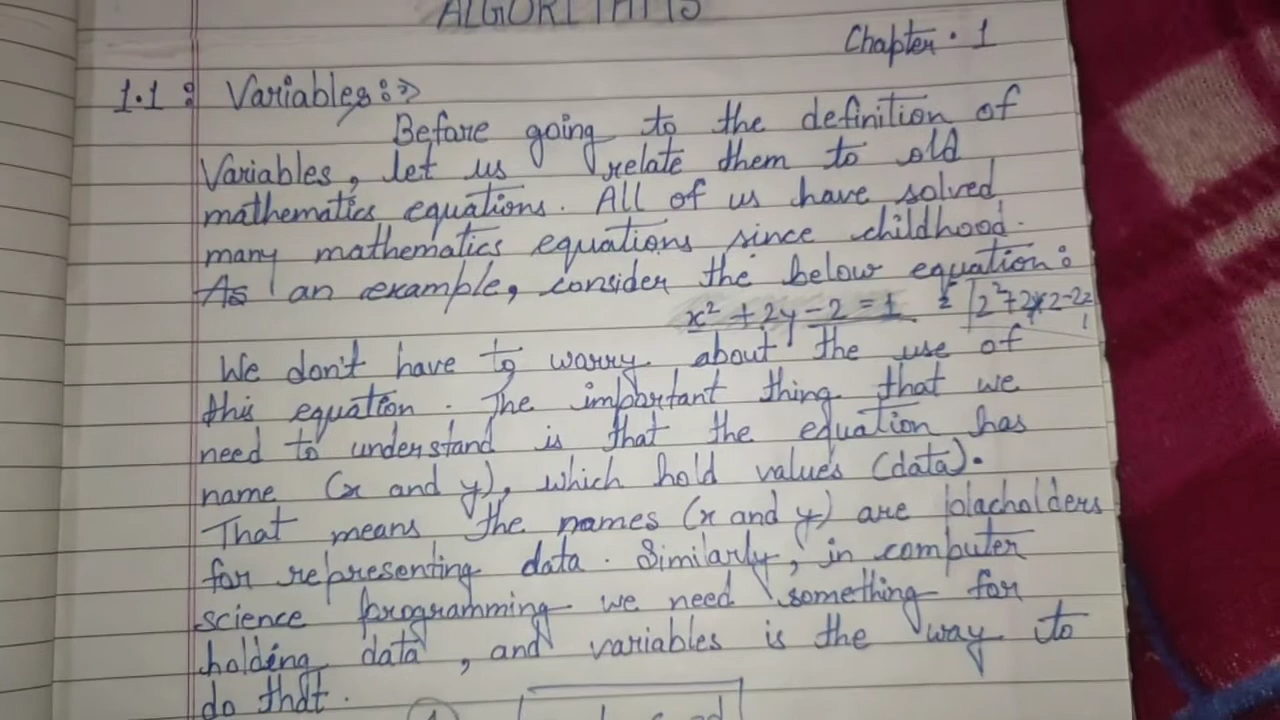 ALGORITHMS
Chapter · 1
1.1 : Variables :⇒
Before going to the definition of
Variables, let us relate them to old
mathematics equations. All of us have solved
many mathematics equations since childhood.
As an example, consider the below equation:
x² + 2y - 2 = 1
We don't have to worry about the use of
this equation. The important thing that we
need to understand is that the equation has
name (x and y), which hold values (data).
That means the names (x and y) are placholders
for representing data. Similarly, in computer
science programming we need something for
holding data, and variables is the way to
do that.